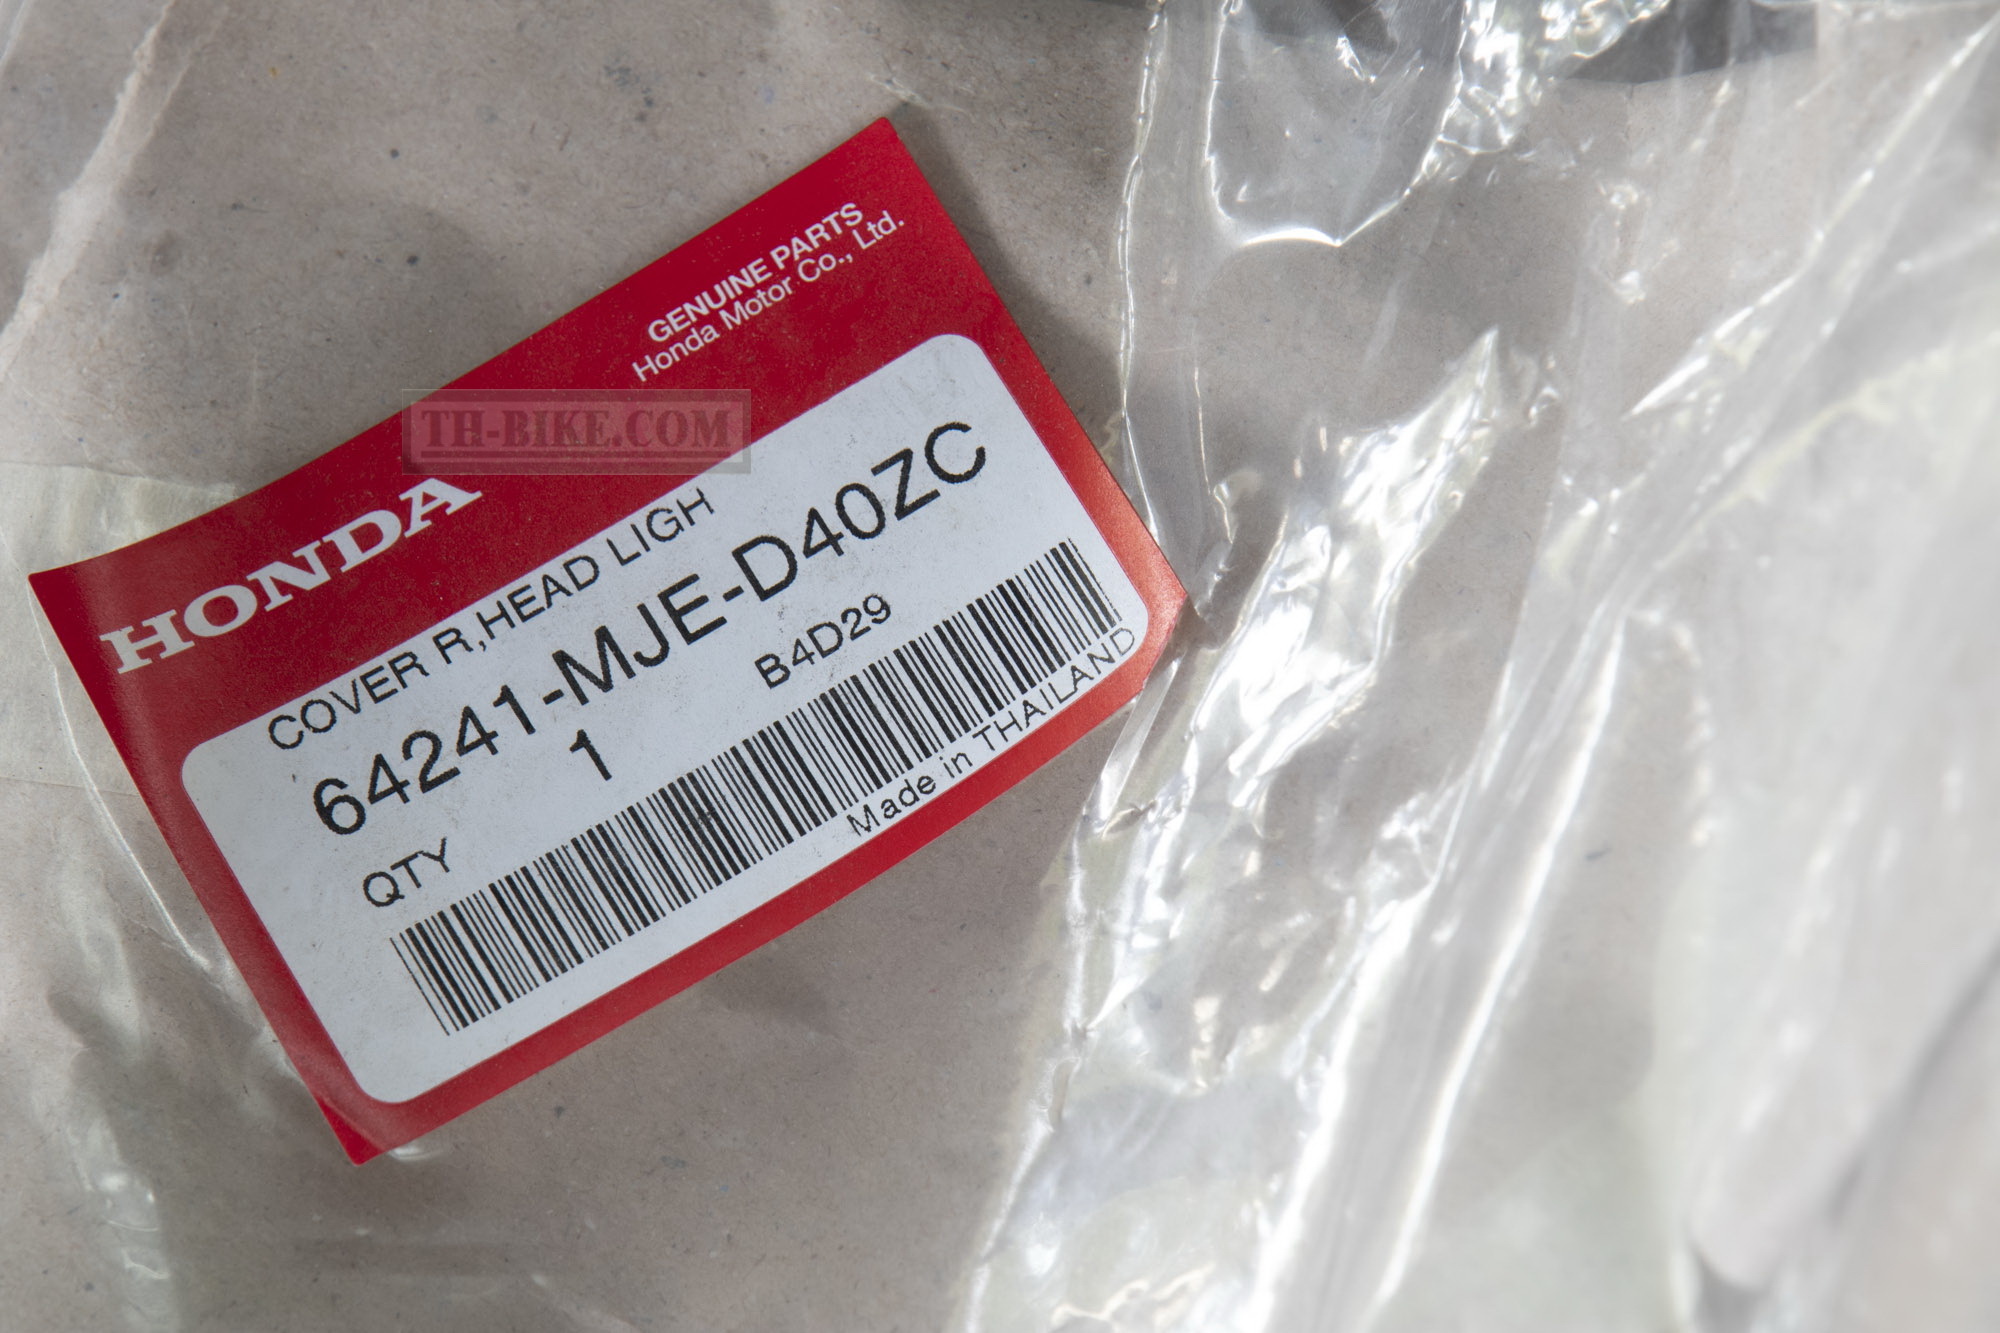 GENUINE PARTS
Honda Motor Co., Ltd.
HONDA
TH-BIKE.COM
COVER R,HEAD LIGH
64241-MJE-D40ZC
1
B4D29
QTY
Made in THAILAND